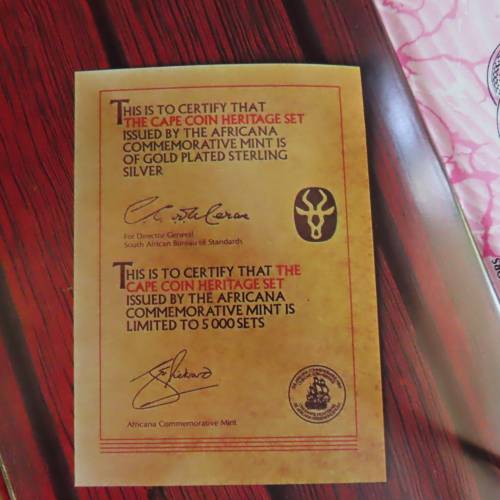 THIS IS TO CERTIFY THAT
THE CAPE COIN HERITAGE SET
ISSUED BY THE AFRICANA
COMMEMORATIVE MINT IS
OF GOLD PLATED STERLING
SILVER
For Director General
South African Bureau of Standards
THIS IS TO CERTIFY THAT THE
CAPE COIN HERITAGE SET
ISSUED BY THE AFRICANA
COMMEMORATIVE MINT IS
LIMITED TO 5 000 SETS
Africana Commemorative Mint